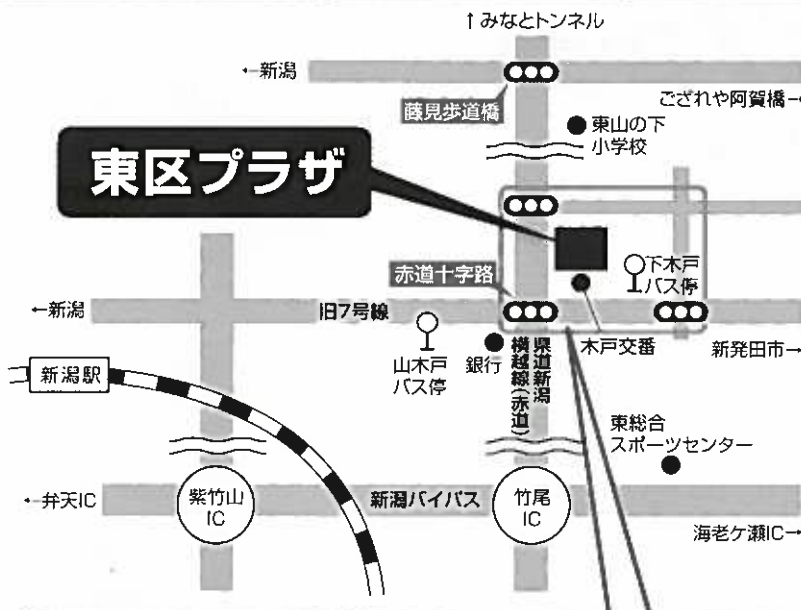 ↑みなとトンネル
←新潟
藤見歩道橋
ござれや阿賀橋→
東山の下
小学校
東区プラザ
赤道十字路
下木戸
バス停
←新潟
旧7号線
山木戸
バス停
銀行
県道新潟
横越線(赤道)
木戸交番
新発田市→
新潟駅
東総合
スポーツセンター
←弁天IC
紫竹山
IC
新潟バイパス
竹尾
IC
海老ケ瀬IC→